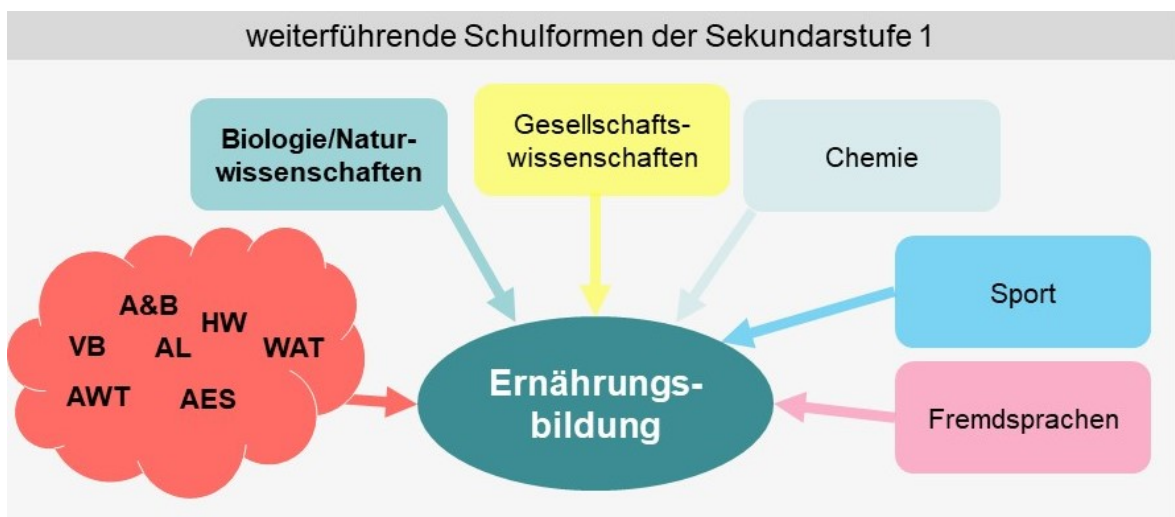 weiterführende Schulformen der Sekundarstufe 1
Biologie/Natur-
wissenschaften
Gesellschafts-
wissenschaften
Chemie
Sport
Fremdsprachen
A&B
HW
VB
AL
WAT
AWT
AES
Ernährungs-
bildung